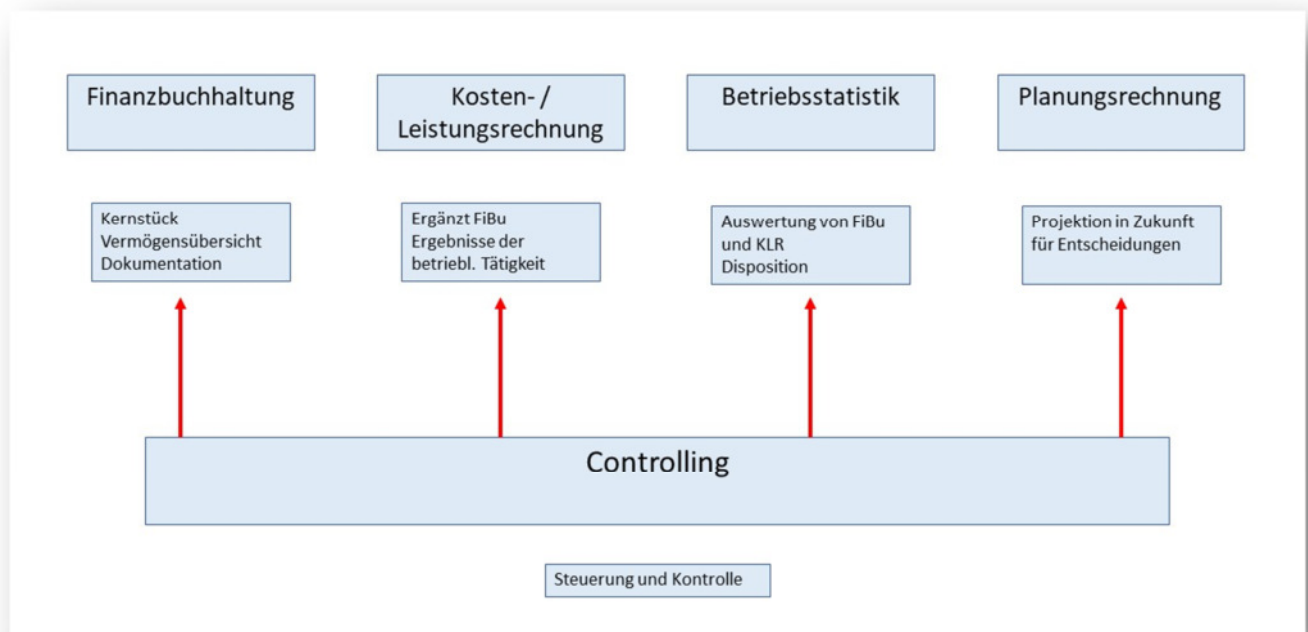 Finanzbuchhaltung
Kosten- /
Leistungsrechnung
Betriebsstatistik
Planungsrechnung
Kernstück
Vermögensübersicht
Dokumentation
Ergänzt FiBu
Ergebnisse der
betriebl. Tätigkeit
Auswertung von FiBu
und KLR
Disposition
Projektion in Zukunft
für Entscheidungen
Controlling
Steuerung und Kontrolle